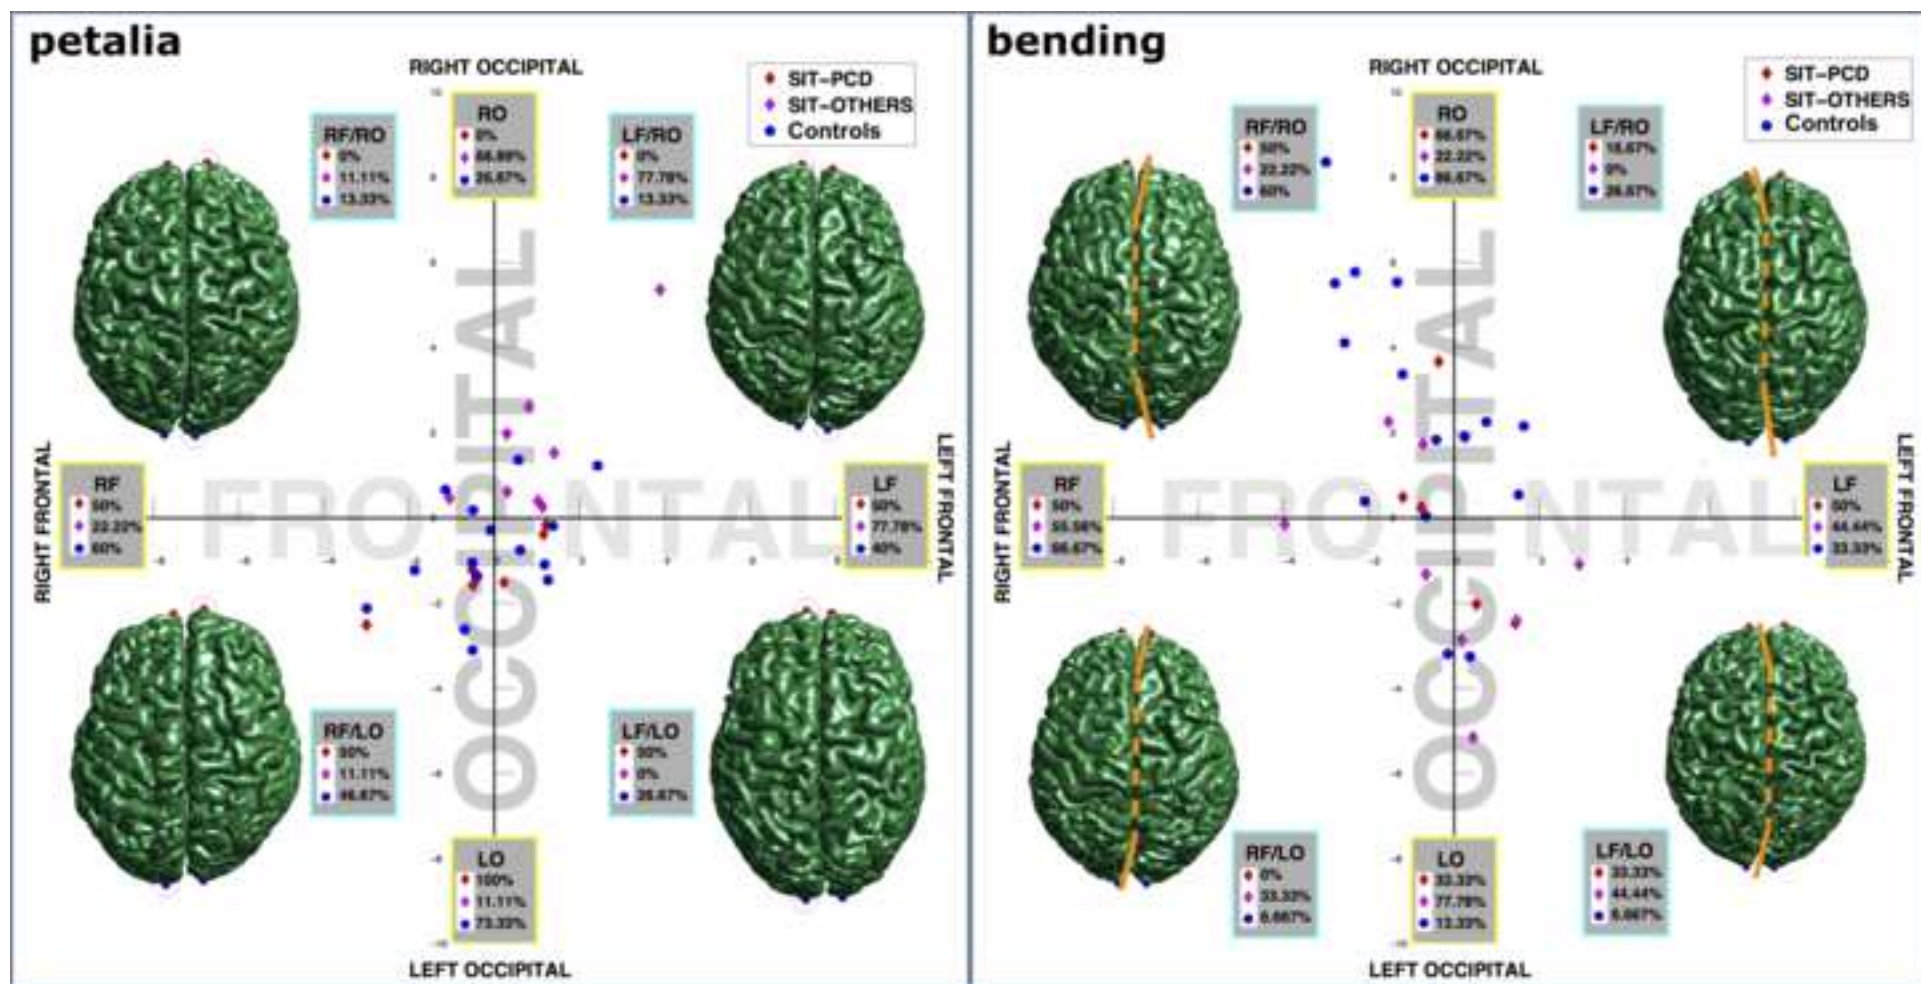 petalia
RIGHT OCCIPITAL
SIT-PCD
SIT-OTHERS
Controls
RO
0%
88.89%
26.67%
RF/RO
0%
11.11%
13.33%
LF/RO
0%
77.78%
13.33%
OCCIPITAL
FRONTAL
RIGHT FRONTAL
LEFT FRONTAL
RF
50%
22.22%
60%
LF
50%
77.78%
40%
RF/LO
50%
11.11%
46.67%
LF/LO
50%
0%
26.67%
LO
100%
11.11%
73.33%
LEFT OCCIPITAL
bending
RIGHT OCCIPITAL
SIT-PCD
SIT-OTHERS
Controls
RO
66.67%
22.22%
86.67%
RF/RO
50%
22.22%
60%
LF/RO
16.67%
0%
26.67%
OCCIPITAL
FRONTAL
RIGHT FRONTAL
LEFT FRONTAL
RF
50%
55.56%
66.67%
LF
50%
44.44%
33.33%
RF/LO
0%
33.33%
6.667%
LF/LO
33.33%
44.44%
6.667%
LO
33.33%
77.78%
13.33%
LEFT OCCIPITAL